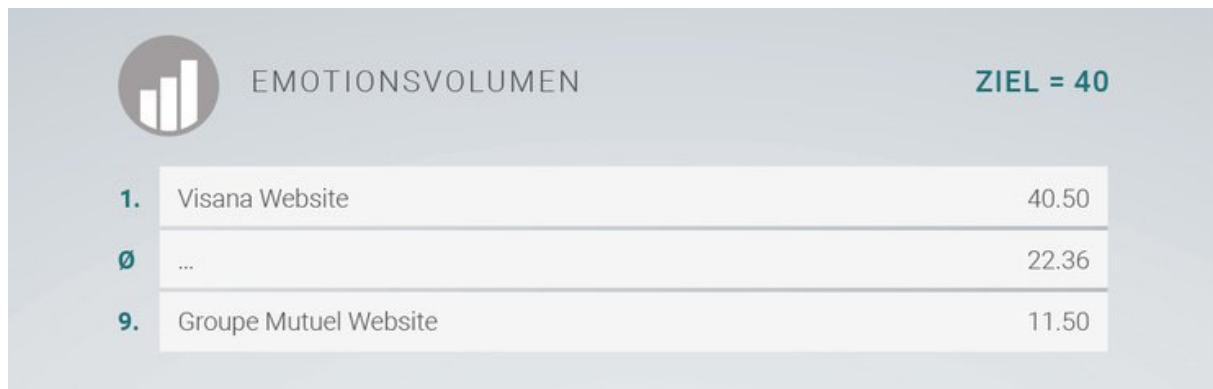 EMOTIONSVOLUMEN ZIEL = 40
1. Visana Website 40.50
Ø ... 22.36
9. Groupe Mutuel Website 11.50